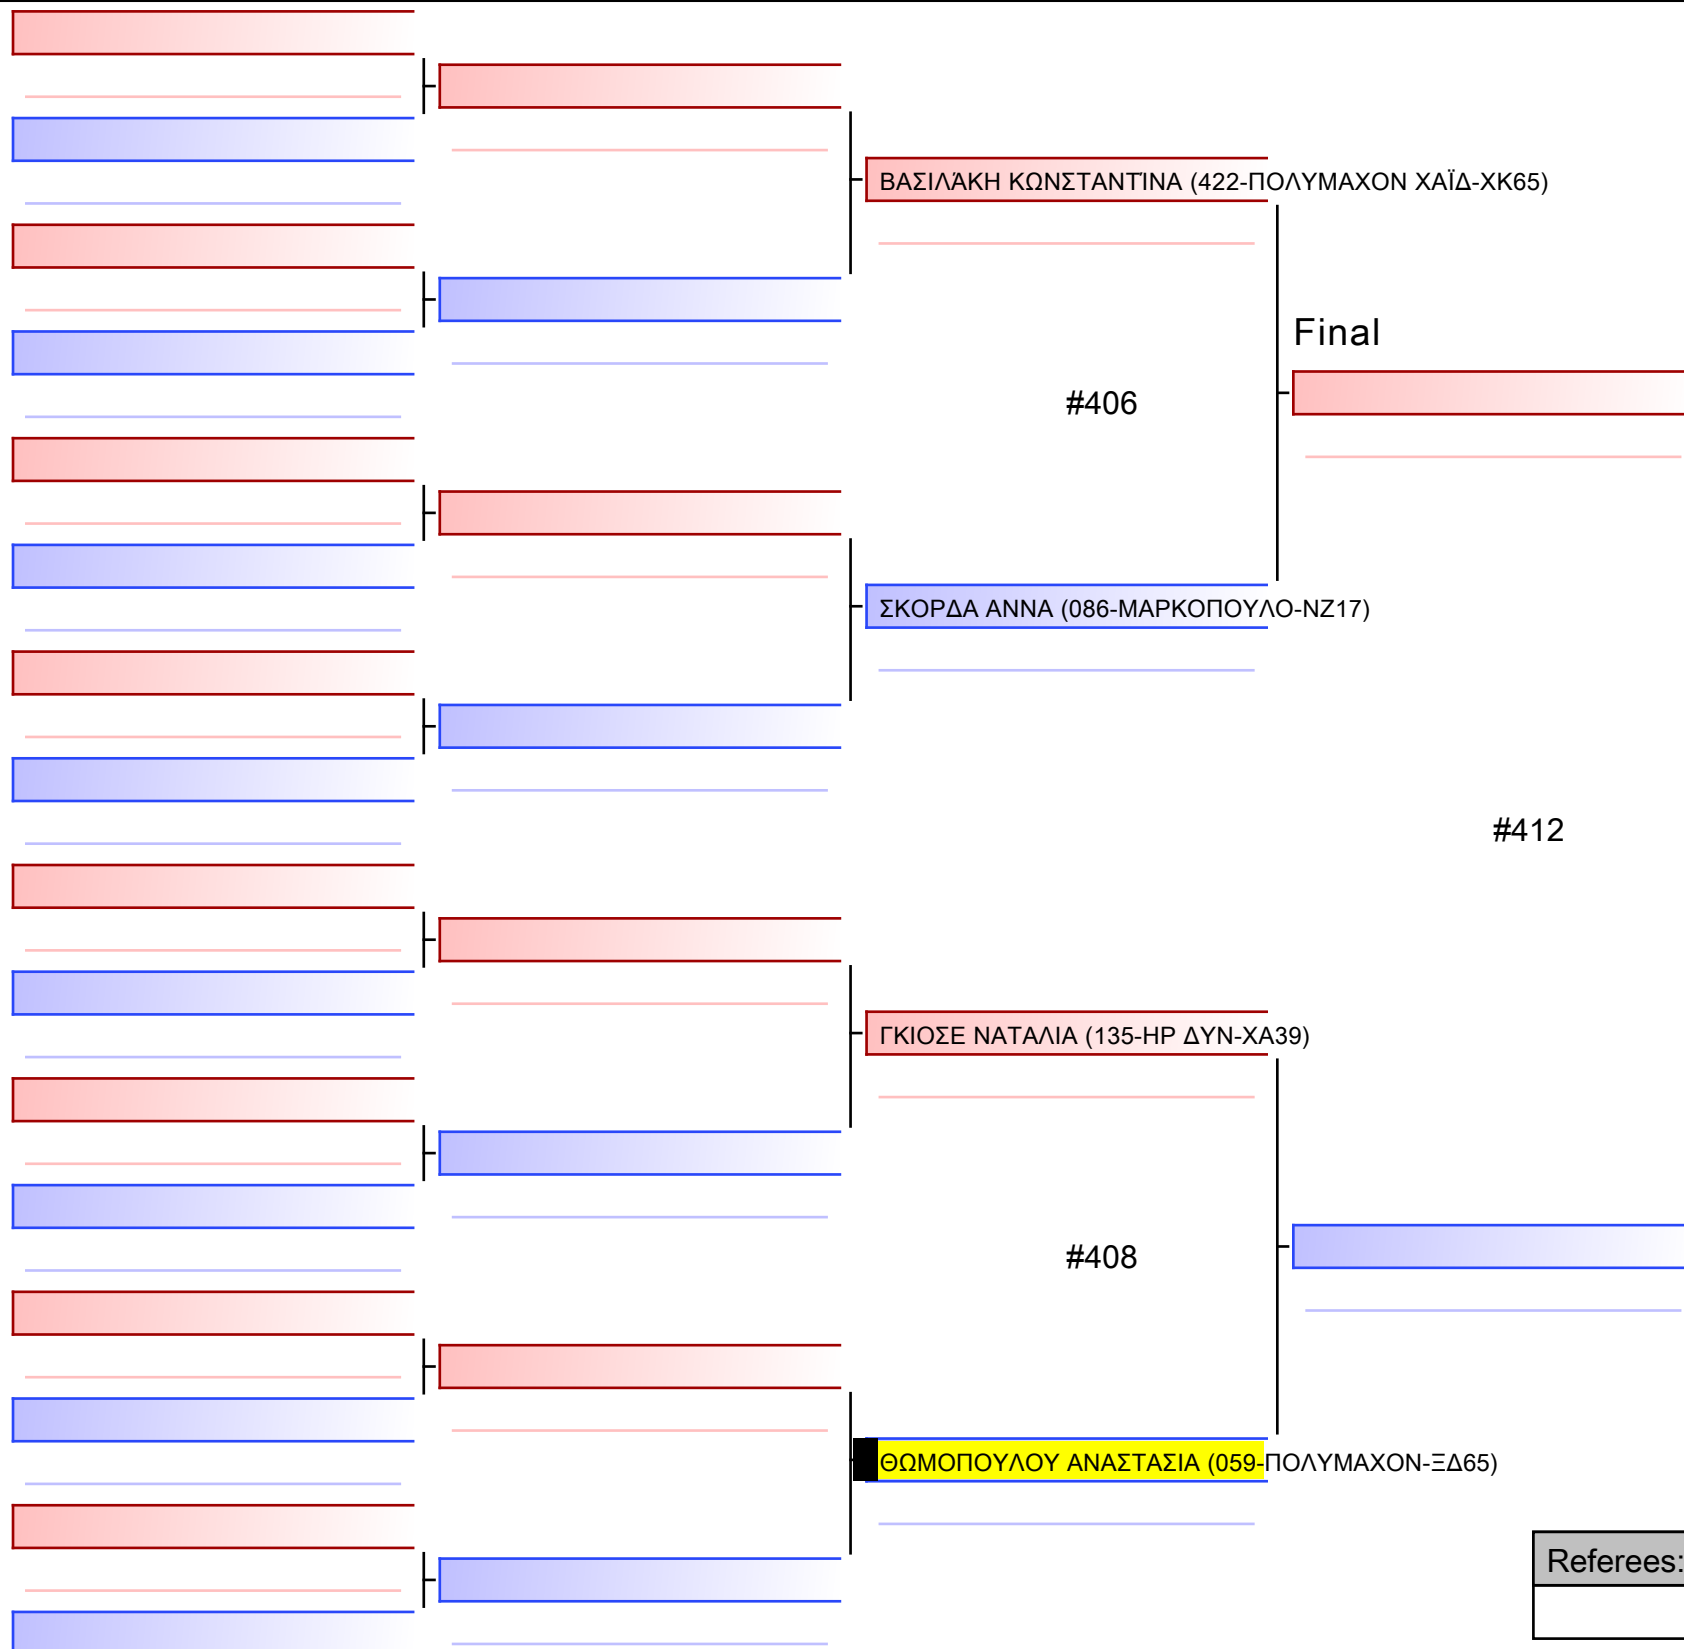 ΒΑΣΙΛΆΚΗ ΚΩΝΣΤΑΝΤΊΝΑ (422-ΠΟΛΥΜΑΧΟΝ ΧΑΪΔ-ΧΚ65)
Final
#406
ΣΚΟΡΔΑ ΑΝΝΑ (086-ΜΑΡΚΟΠΟΥΛΟ-ΝΖ17)
#412
ΓΚΙΟΣΕ ΝΑΤΑΛΙΑ (135-ΗΡ ΔΥΝ-ΧΑ39)
#408
ΘΩΜΟΠΟΥΛΟΥ ΑΝΑΣΤΑΣΙΑ (059-ΠΟΛΥΜΑΧΟΝ-ΞΔ65)
Referees: